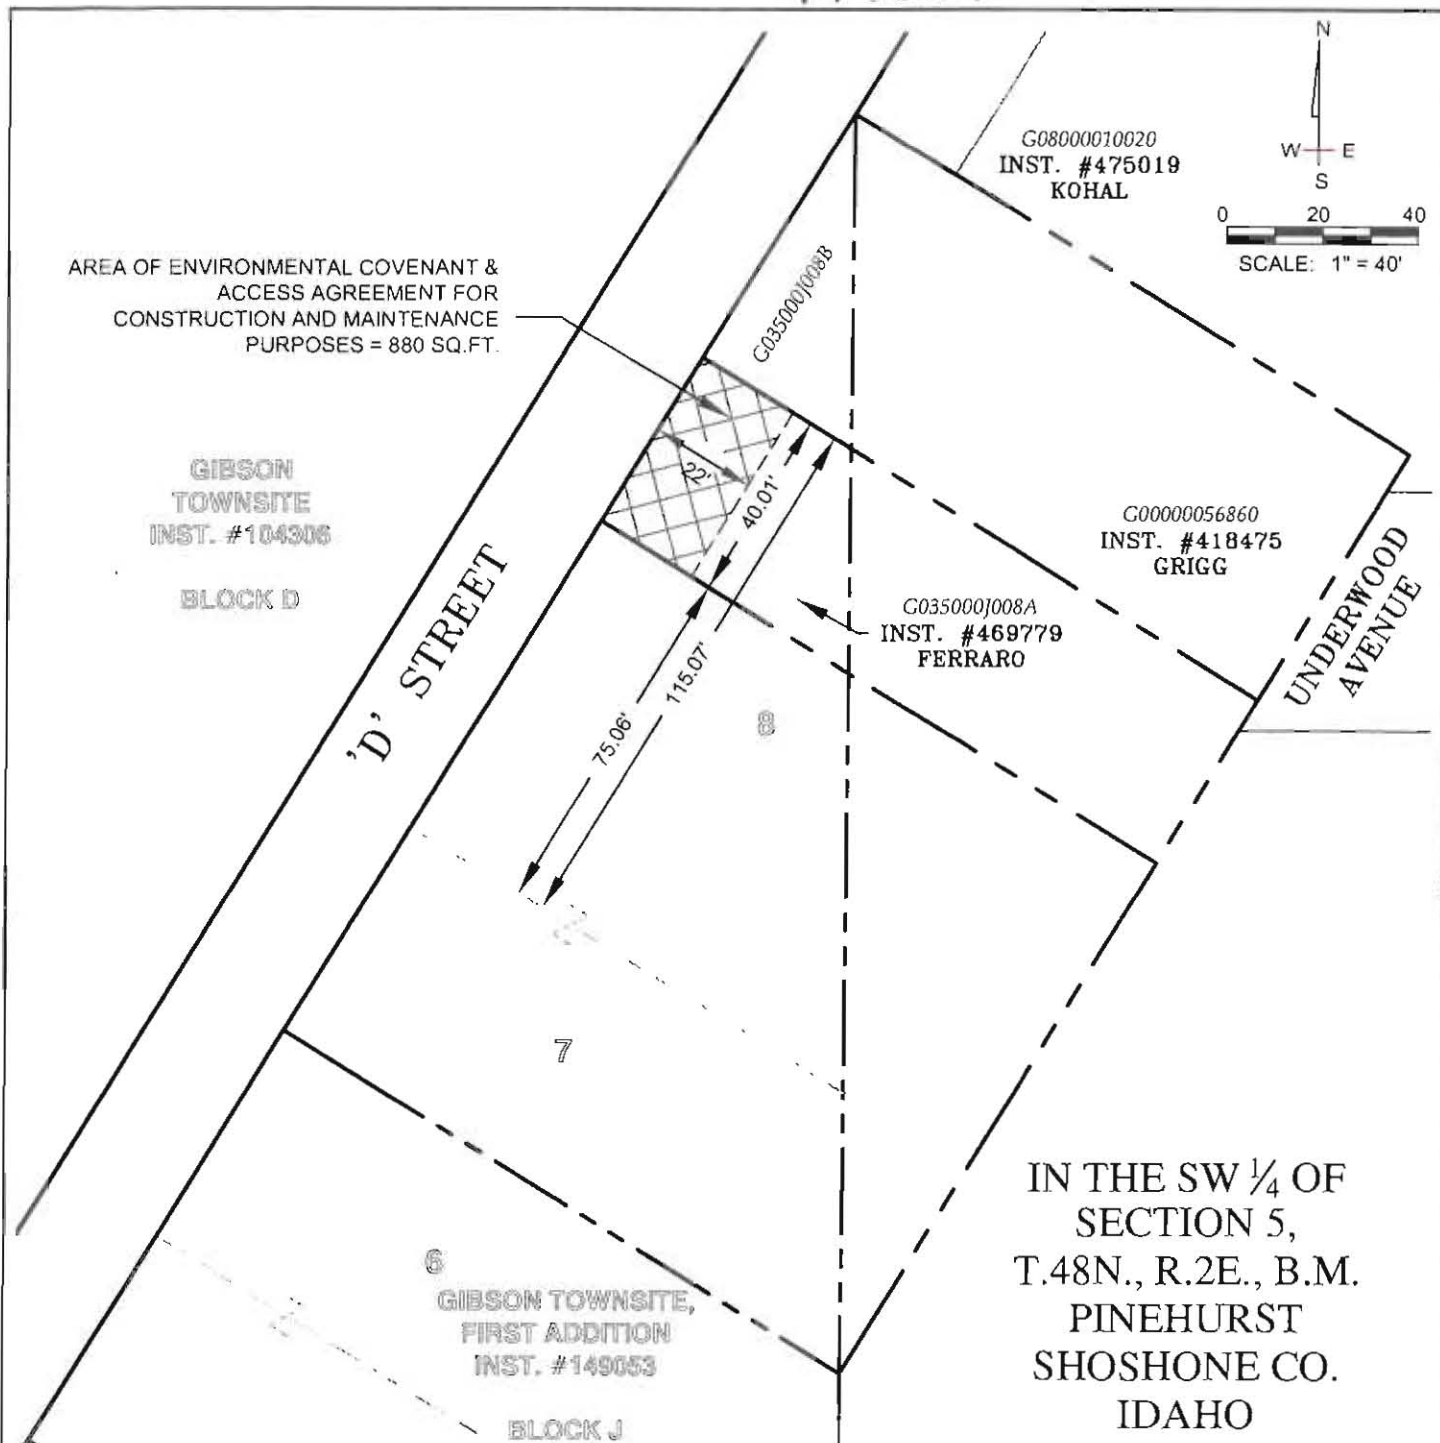 N
W E
S
0 20 40
SCALE: 1" = 40'
G08000010020
INST. #475019
KOHAL
G035000J008B
AREA OF ENVIRONMENTAL COVENANT &
ACCESS AGREEMENT FOR
CONSTRUCTION AND MAINTENANCE
PURPOSES = 880 SQ.FT.
GIBSON
TOWNSITE
INST. #104306
BLOCK D
22'
40.01'
G00000056860
INST. #418475
GRIGG
UNDERWOOD
AVENUE
G035000J008A
INST. #469779
FERRARO
'D' STREET
75.06'
115.07'
8
7
6
GIBSON TOWNSITE,
FIRST ADDITION
INST. #149053
BLOCK J
IN THE SW ¼ OF
SECTION 5,
T.48N., R.2E., B.M.
PINEHURST
SHOSHONE CO.
IDAHO